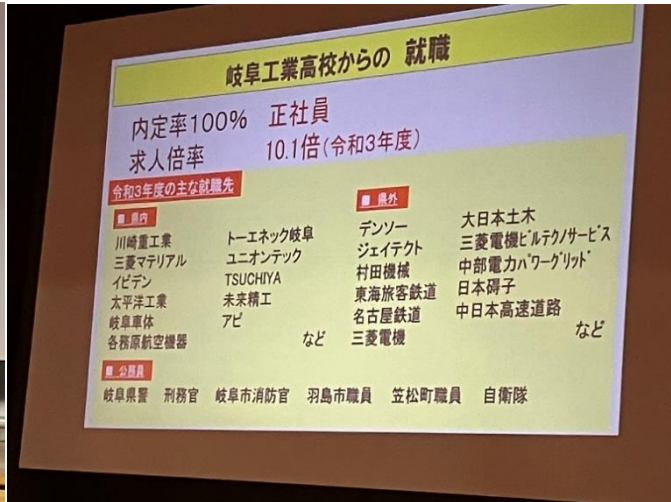 岐阜工業高校からの 就職
内定率100% 正社員
求人倍率 10.1倍(令和3年度)
令和3年度の主な就職先
■ 県内
川崎重工業 トーエネック岐阜
三菱マテリアル ユニオンテック
イビデン TSUCHIYA
太平洋工業 未来精工
岐阜車体 アピ
各務原航空機器 など
■ 県外
デンソー 大日本土木
ジェイテクト 三菱電機ビルテクノサービス
村田機械 中部電力パワーグリッド
東海旅客鉄道 日本碍子
名古屋鉄道 中日本高速道路
三菱電機 など
■ 公務員
岐阜県警 刑務官 岐阜市消防官 羽島市職員 笠松町職員 自衛隊